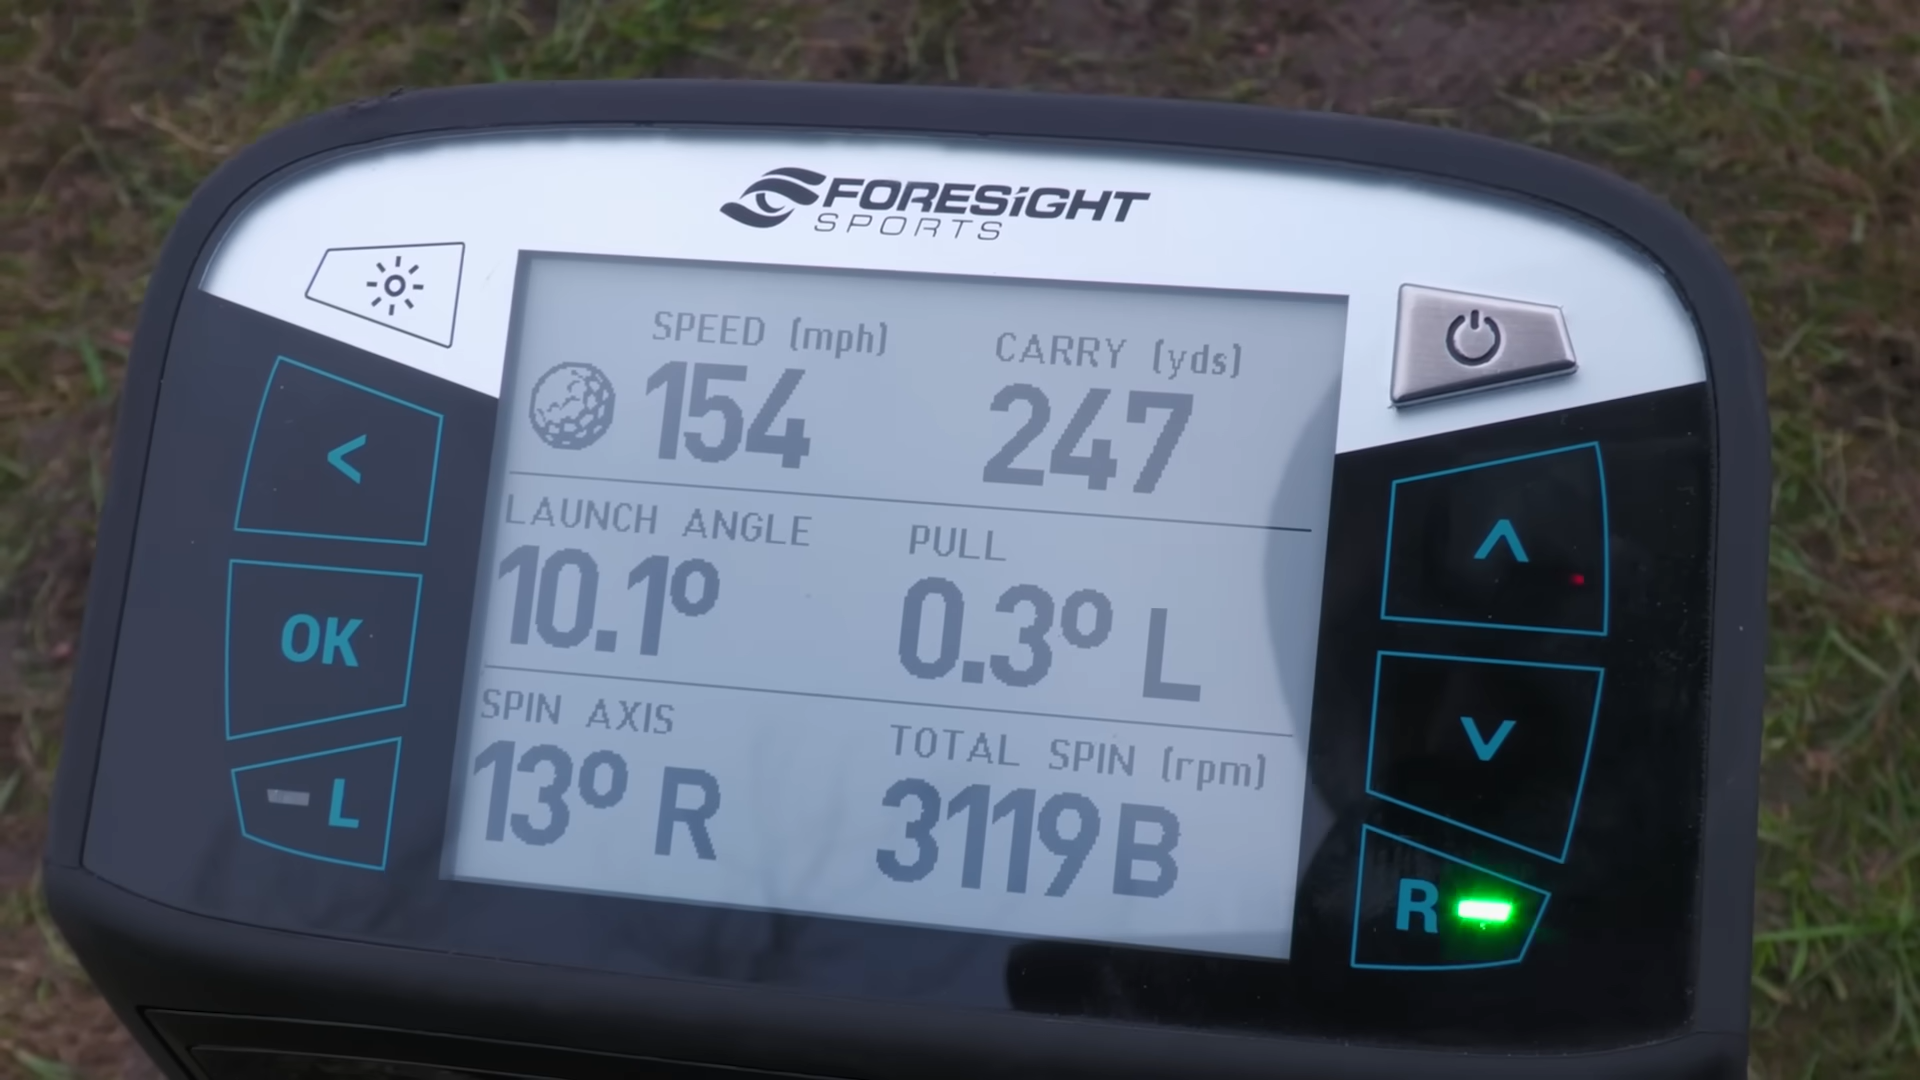 FORESiGHT
SPORTS
SPEED (mph) CARRY (yds)
154 247
LAUNCH ANGLE PULL
10.1º 0.3º L
SPIN AXIS TOTAL SPIN (rpm)
13º R 3119 B
<
OK
L
R